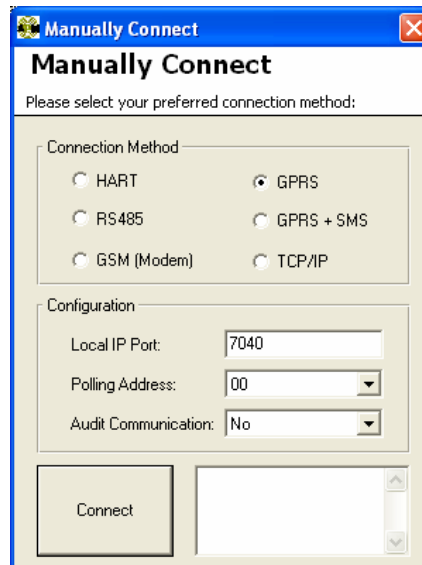 Manually Connect
Manually Connect
Please select your preferred connection method:
Connection Method
HART GPRS
RS485 GPRS + SMS
GSM (Modem) TCP/IP
Configuration
Local IP Port: 7040
Polling Address: 00
Audit Communication: No
Connect